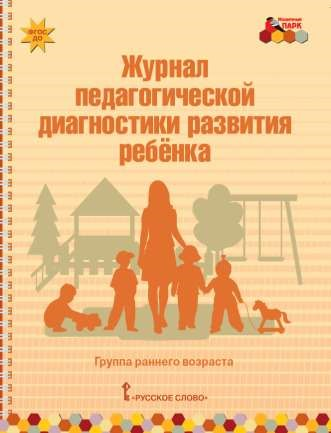 ФГОС
ДО
Мозаичный
ПАРК
Журнал
педагогической
диагностики развития
ребёнка
Группа раннего возраста
«РУССКОЕ СЛОВО»